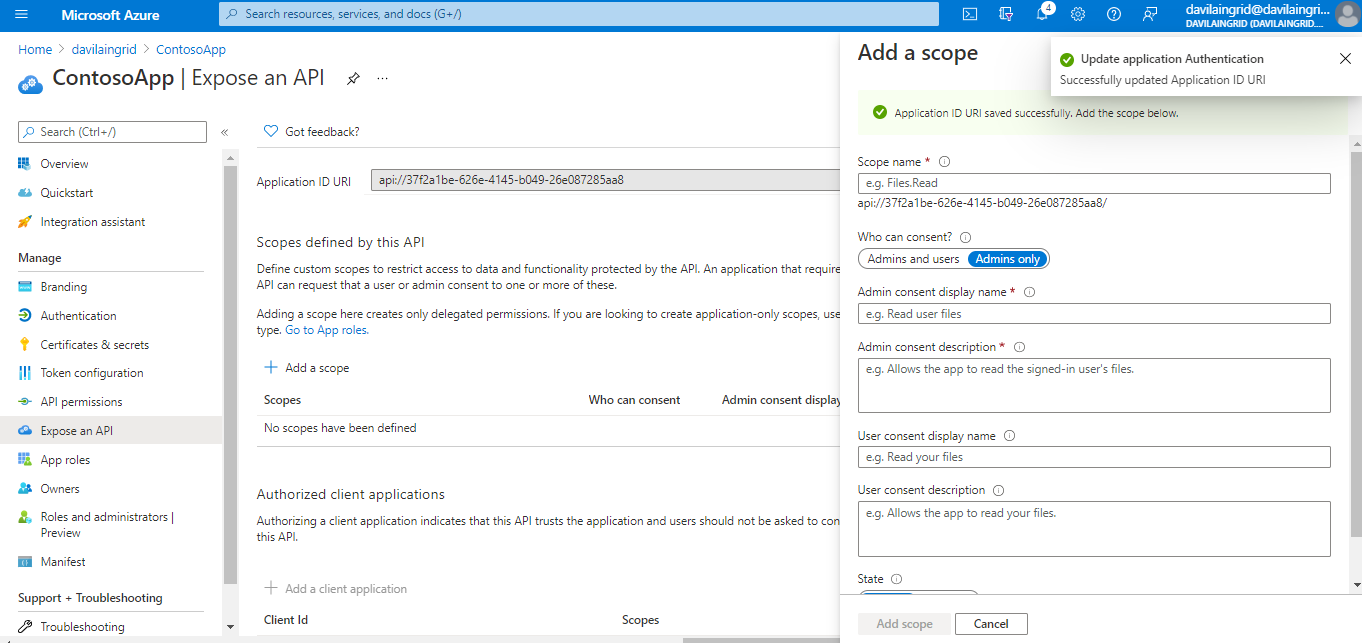 Microsoft Azure
Search resources, services, and docs (G+/)
4
davilaingrid@davilaingri...
DAVILAINGRID (DAVILAINGRID....
Home > davilaingrid > ContosoApp
ContosoApp | Expose an API
...
Search (Ctrl+/)
«
Overview
Quickstart
Integration assistant
Manage
Branding
Authentication
Certificates & secrets
Token configuration
API permissions
Expose an API
App roles
Owners
Roles and administrators |
Preview
Manifest
Support + Troubleshooting
Troubleshooting
Got feedback?
Application ID URI
api://37f2a1be-626e-4145-b049-26e087285aa8
Scopes defined by this API
Define custom scopes to restrict access to data and functionality protected by the API. An application that require
API can request that a user or admin consent to one or more of these.
Adding a scope here creates only delegated permissions. If you are looking to create application-only scopes, use
type. Go to App roles.
Add a scope
Scopes Who can consent Admin consent display
No scopes have been defined
Authorized client applications
Authorizing a client application indicates that this API trusts the application and users should not be asked to con
this API.
Add a client application
Client Id Scopes
Add a scope
Update application Authentication
Successfully updated Application ID URI
Application ID URI saved successfully. Add the scope below.
Scope name *
e.g. Files.Read
api://37f2a1be-626e-4145-b049-26e087285aa8/
Who can consent?
Admins and users Admins only
Admin consent display name *
e.g. Read user files
Admin consent description *
e.g. Allows the app to read the signed-in user's files.
User consent display name
e.g. Read your files
User consent description
e.g. Allows the app to read your files.
State
Add scope Cancel